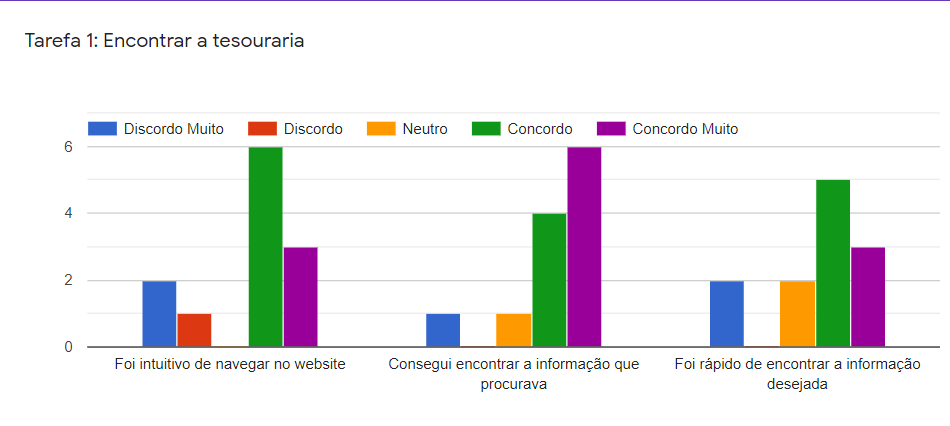 Tarefa 1: Encontrar a tesouraria
Discordo Muito Discordo Neutro Concordo Concordo Muito
6
4
2
0
Foi intuitivo de navegar no website
Consegui encontrar a informação que
procurava
Foi rápido de encontrar a informação
desejada